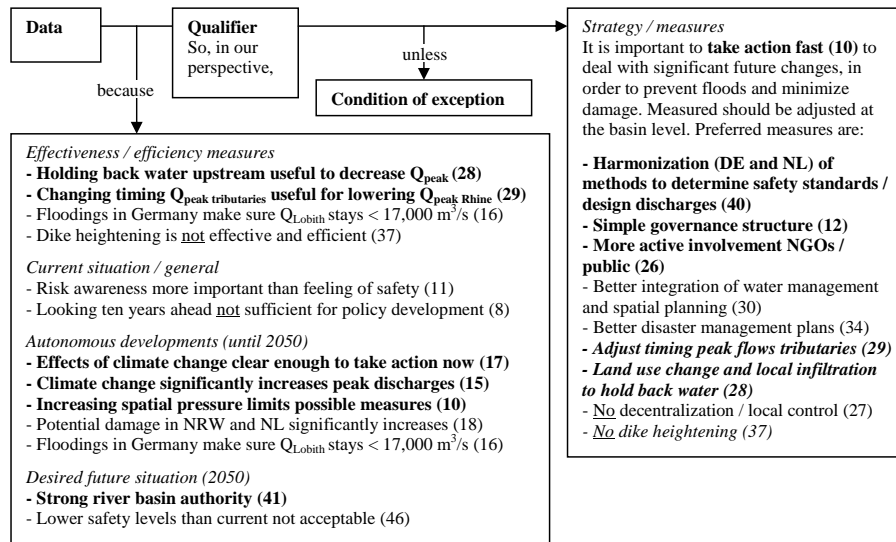 Data
Qualifier
So, in our
perspective,
because
unless
Condition of exception
Effectiveness / efficiency measures
- Holding back water upstream useful to decrease Qpeak (28)
- Changing timing Qpeak tributaries useful for lowering Qpeak Rhine (29)
- Floodings in Germany make sure QLobith stays < 17,000 m³/s (16)
- Dike heightening is not effective and efficient (37)
Current situation / general
- Risk awareness more important than feeling of safety (11)
- Looking ten years ahead not sufficient for policy development (8)
Autonomous developments (until 2050)
- Effects of climate change clear enough to take action now (17)
- Climate change significantly increases peak discharges (15)
- Increasing spatial pressure limits possible measures (10)
- Potential damage in NRW and NL significantly increases (18)
- Floodings in Germany make sure QLobith stays < 17,000 m³/s (16)
Desired future situation (2050)
- Strong river basin authority (41)
- Lower safety levels than current not acceptable (46)
Strategy / measures
It is important to take action fast (10) to
deal with significant future changes, in
order to prevent floods and minimize
damage. Measured should be adjusted at
the basin level. Preferred measures are:
- Harmonization (DE and NL) of
methods to determine safety standards /
design discharges (40)
- Simple governance structure (12)
- More active involvement NGOs /
public (26)
- Better integration of water management
and spatial planning (30)
- Better disaster management plans (34)
- Adjust timing peak flows tributaries (29)
- Land use change and local infiltration
to hold back water (28)
- No decentralization / local control (27)
- No dike heightening (37)